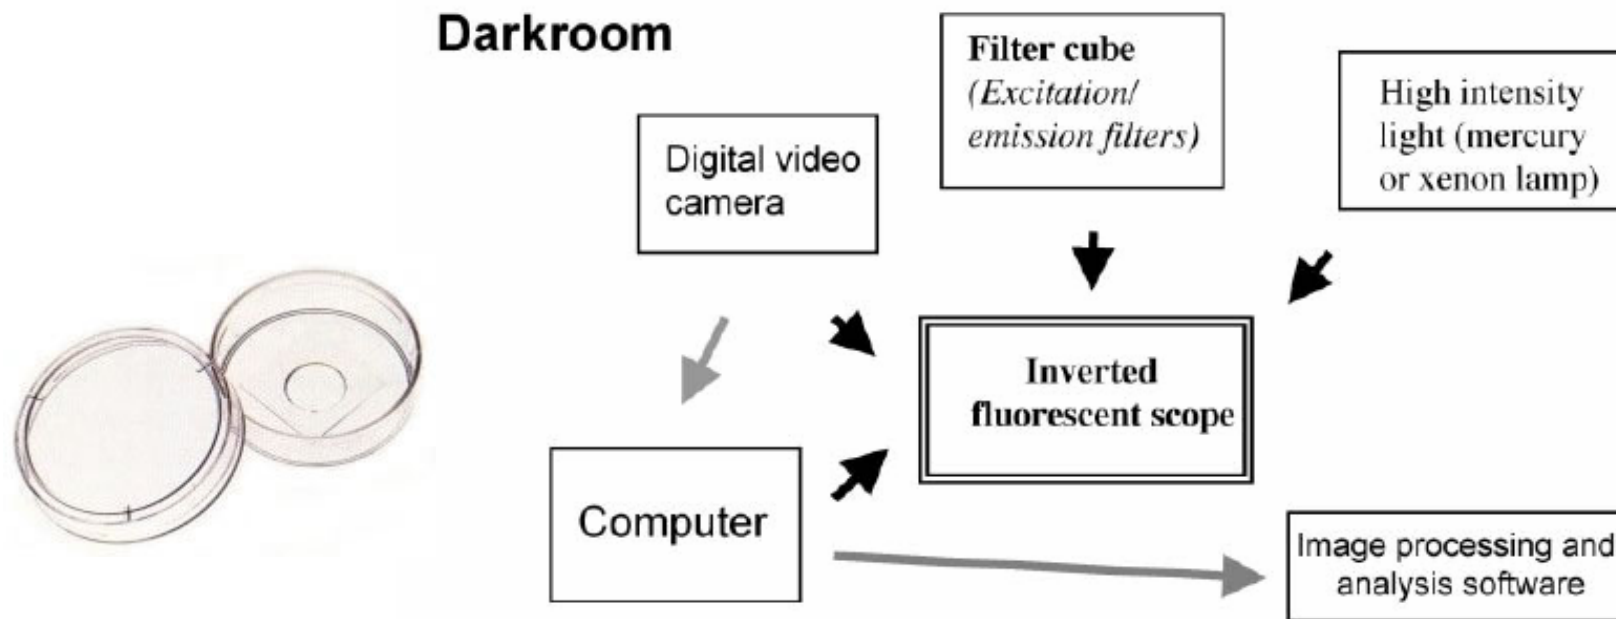 Darkroom
Filter cube
(Excitation/
emission filters)
High intensity
light (mercury
or xenon lamp)
Digital video
camera
Inverted
fluorescent scope
Computer
Image processing and
analysis software